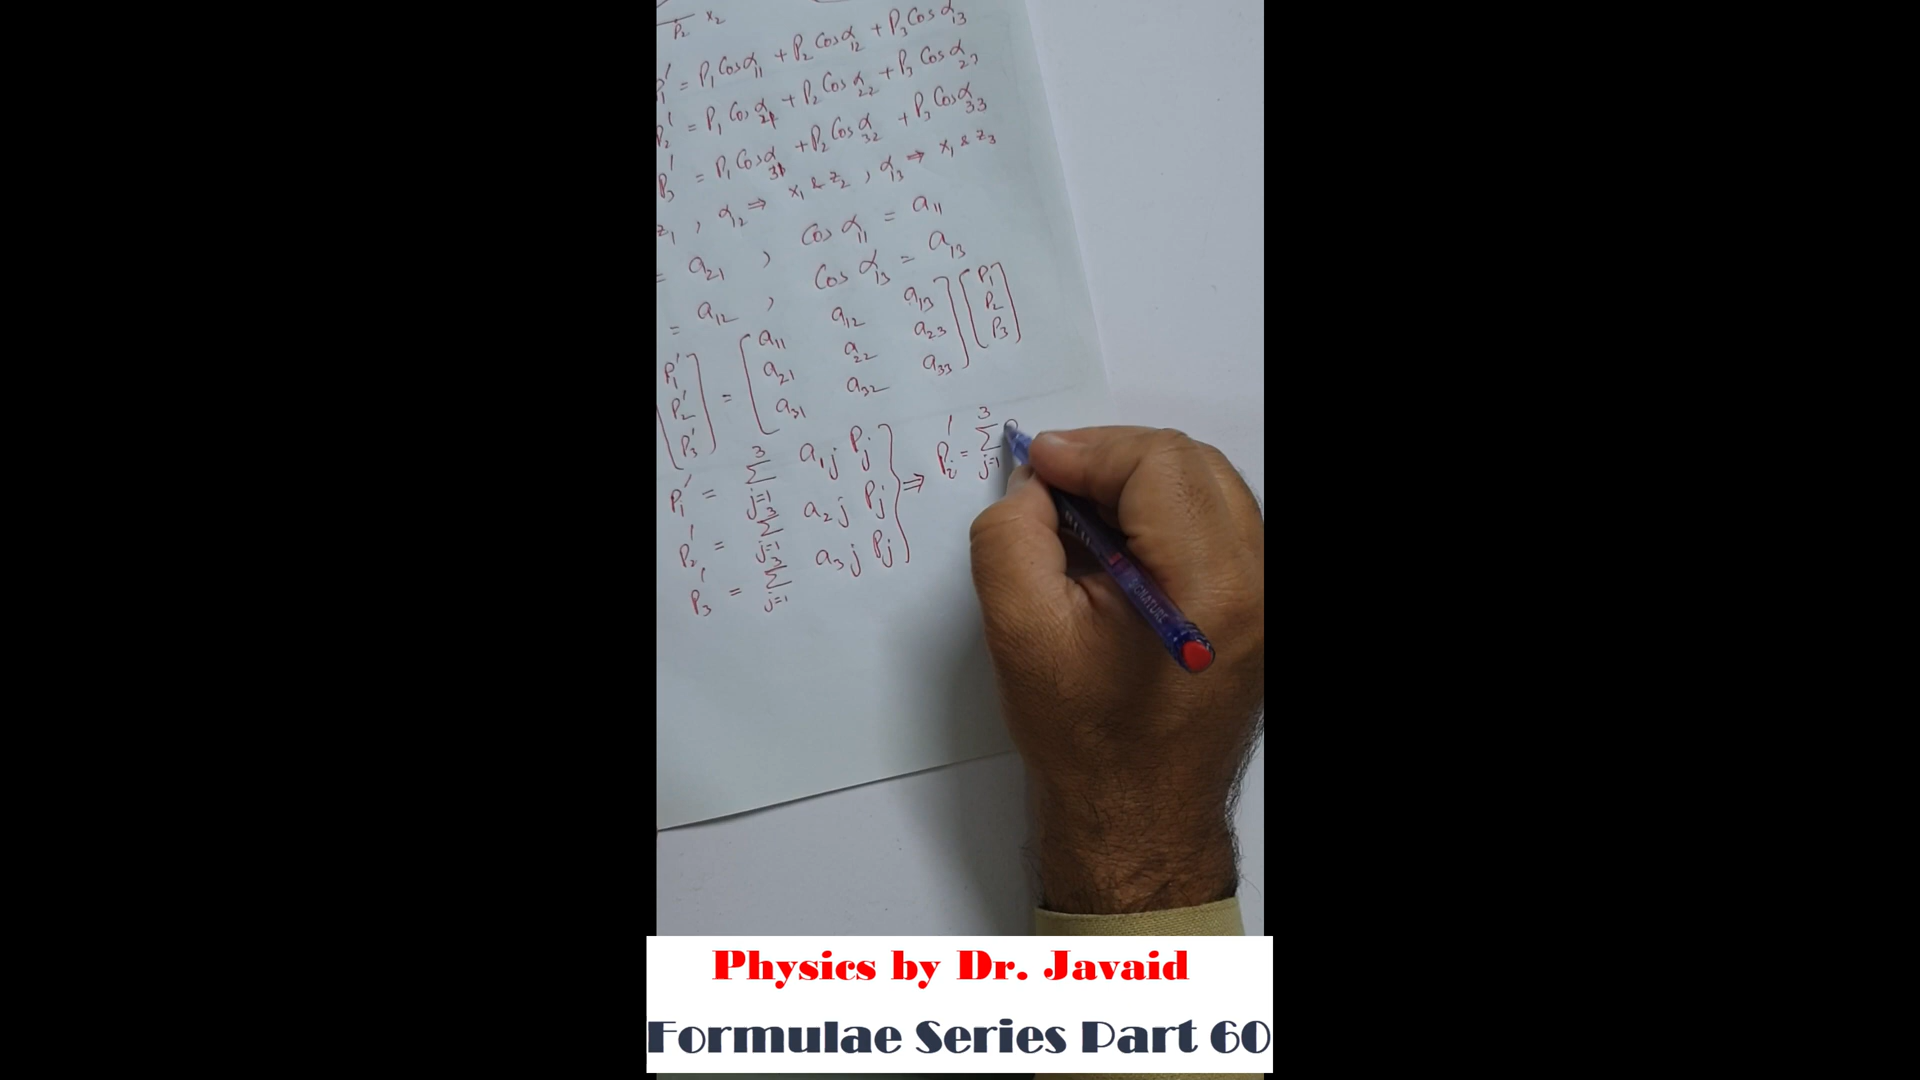 P₂ x₂
P₁' = P₁ Cos α₁₁ + P₂ Cos α₁₂ + P₃ Cos α₁₃
P₂' = P₁ Cos α₂₁ + P₂ Cos α₂₂ + P₃ Cos α₂₃
P₃' = P₁ Cos α₃₁ + P₂ Cos α₃₂ + P₃ Cos α₃₃
z₁ , α₁₂ ⇒ x₁ & z₂ , α₁₃ ⇒ x₁ & z₃
= a₂₁ , Cos α₁₁ = a₁₁
= a₁₂ , Cos α₁₃ = a₁₃
[P₁' P₂' P₃'] = [a₁₁ a₁₂ a₁₃
a₂₁ a₂₂ a₂₃
a₃₁ a₃₂ a₃₃] [P₁ P₂ P₃]
P₁' = 3 Σ j=1 a₁j Pj
P₂' = 3 Σ j=1 a₂j Pj
P₃' = 3 Σ j=1 a₃j Pj
⇒ Pi' = 3 Σ j=1
SIGNATURE
Physics by Dr. Javaid
Formulae Series Part 60